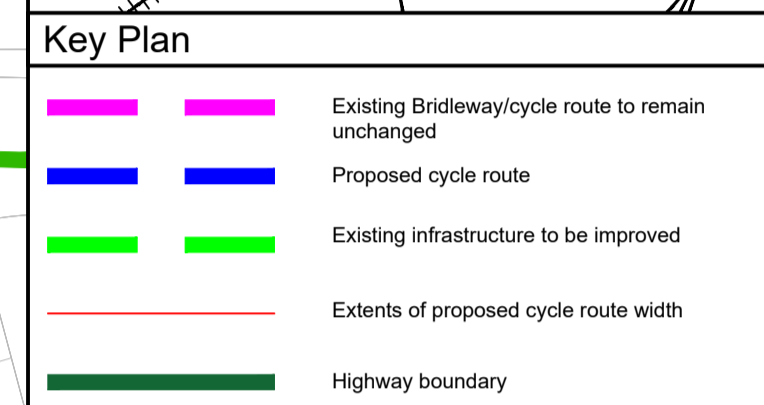 Key Plan
Existing Bridleway/cycle route to remain
unchanged
Proposed cycle route
Existing infrastructure to be improved
Extents of proposed cycle route width
Highway boundary